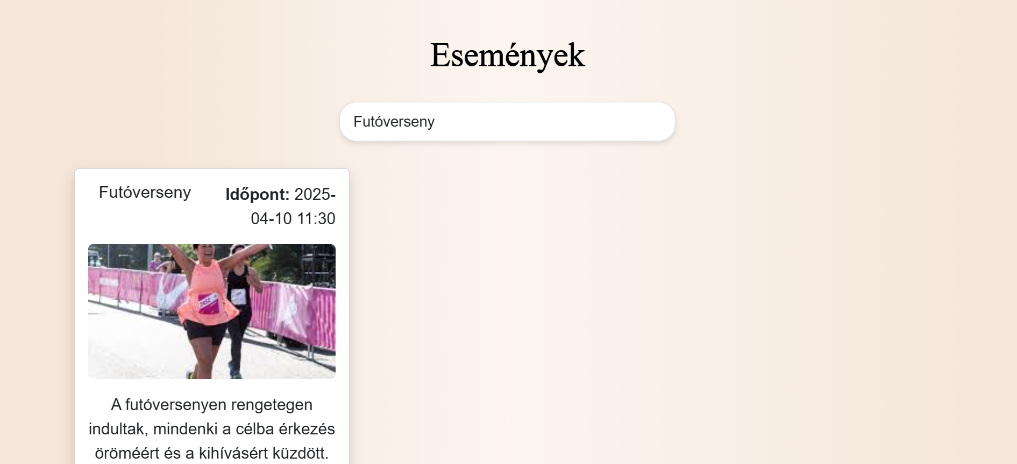 Események
Futóverseny
Futóverseny
Időpont: 2025-
04-10 11:30
A futóversenyen rengetegen
indultak, mindenki a célba érkezés
öröméért és a kihívásért küzdött.